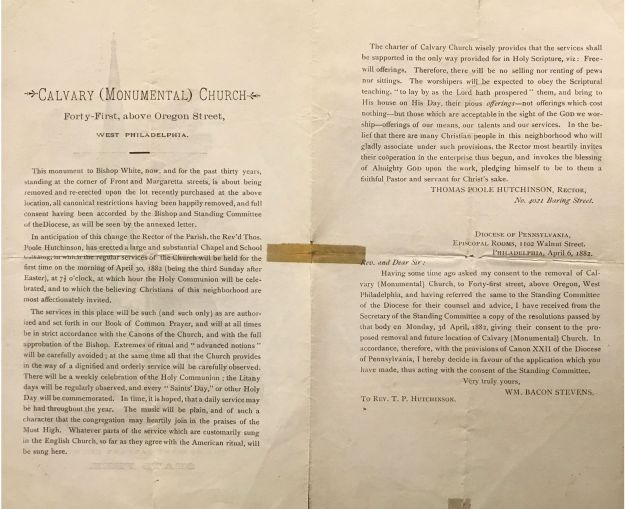 CALVARY (MONUMENTAL) CHURCH
Forty-First, above Oregon Street,
WEST PHILADELPHIA.
This monument to Bishop White, now, and for the past thirty years,
standing at the corner of Front and Margaretta streets, is about being
removed and re-erected upon the lot recently purchased at the above
location, all canonical restrictions having been happily removed, and full
consent having been accorded by the Bishop and Standing Committee
of the Diocese, as will be seen by the annexed letter.
In anticipation of this change the Rector of the Parish, the Rev'd Thos.
Poole Hutchinson, has erected a large and substantial Chapel and School
building, in which the regular services of the Church will be held for the
first time on the morning of April 30, 1882 (being the third Sunday after
Easter), at 7½ o'clock, at which hour the Holy Communion will be cele-
brated, and to which the believing Christians of this neighborhood are
most affectionately invited.
The services in this place will be such (and such only) as are author-
ized and set forth in our Book of Common Prayer, and will at all times
be in strict accordance with the Canons of the Church, and with the full
approbation of the Bishop. Extremes of ritual and "advanced notions"
will be carefully avoided; at the same time all that the Church provides
in the way of a dignified and orderly service will be carefully observed.
There will be a weekly celebration of the Holy Communion; the Litany
days will be regularly observed, and every "Saints' Day," or other Holy
Day will be commemorated. In time, it is hoped, that a daily service may
be had throughout the year. The music will be plain, and of such a
character that the congregation may heartily join in the praises of the
Most High. Whatever parts of the service which are customarily sung
in the English Church, so far as they agree with the American ritual, will
be sung here.
The charter of Calvary Church wisely provides that the services shall
be supported in the only way provided for in Holy Scripture, viz: Free-
will offerings. Therefore, there will be no selling nor renting of pews
nor sittings. The worshipers will be expected to obey the Scriptural
teaching, "to lay by as the Lord hath prospered" them, and bring to
His house on His Day, their pious offerings—not offerings which cost
nothing—but those which are acceptable in the sight of the GOD we wor-
ship—offerings of our means, our talents and our services. In the be-
lief that there are many Christian people in this neighborhood who will
gladly associate under such provisions, the Rector most heartily invites
their coöperation in the enterprise thus begun, and invokes the blessing
of Almighty GOD upon the work, pledging himself to be to them a
faithful Pastor and servant for Christ's sake.
THOMAS POOLE HUTCHINSON, RECTOR,
No. 4021 Baring Street.
DIOCESE OF PENNSYLVANIA,
EPISCOPAL ROOMS, 1102 Walnut Street.
PHILADELPHIA, April 6, 1882.
Rev. and Dear Sir:
Having some time ago asked my consent to the removal of Cal-
vary (Monumental) Church, to Forty-first street, above Oregon, West
Philadelphia, and having referred the same to the Standing Committee
of the Diocese for their counsel and advice, I have received from the
Secretary of the Standing Committee a copy of the resolutions passed by
that body on Monday, 3d April, 1882, giving their consent to the pro-
posed removal and future location of Calvary (Monumental) Church. In
accordance, therefore, with the provisions of Canon XXII of the Diocese
of Pennsylvania, I hereby decide in favour of the application which you
have made, thus acting with the consent of the Standing Committee.
Very truly yours,
WM. BACON STEVENS.
To REV. T. P. HUTCHINSON.